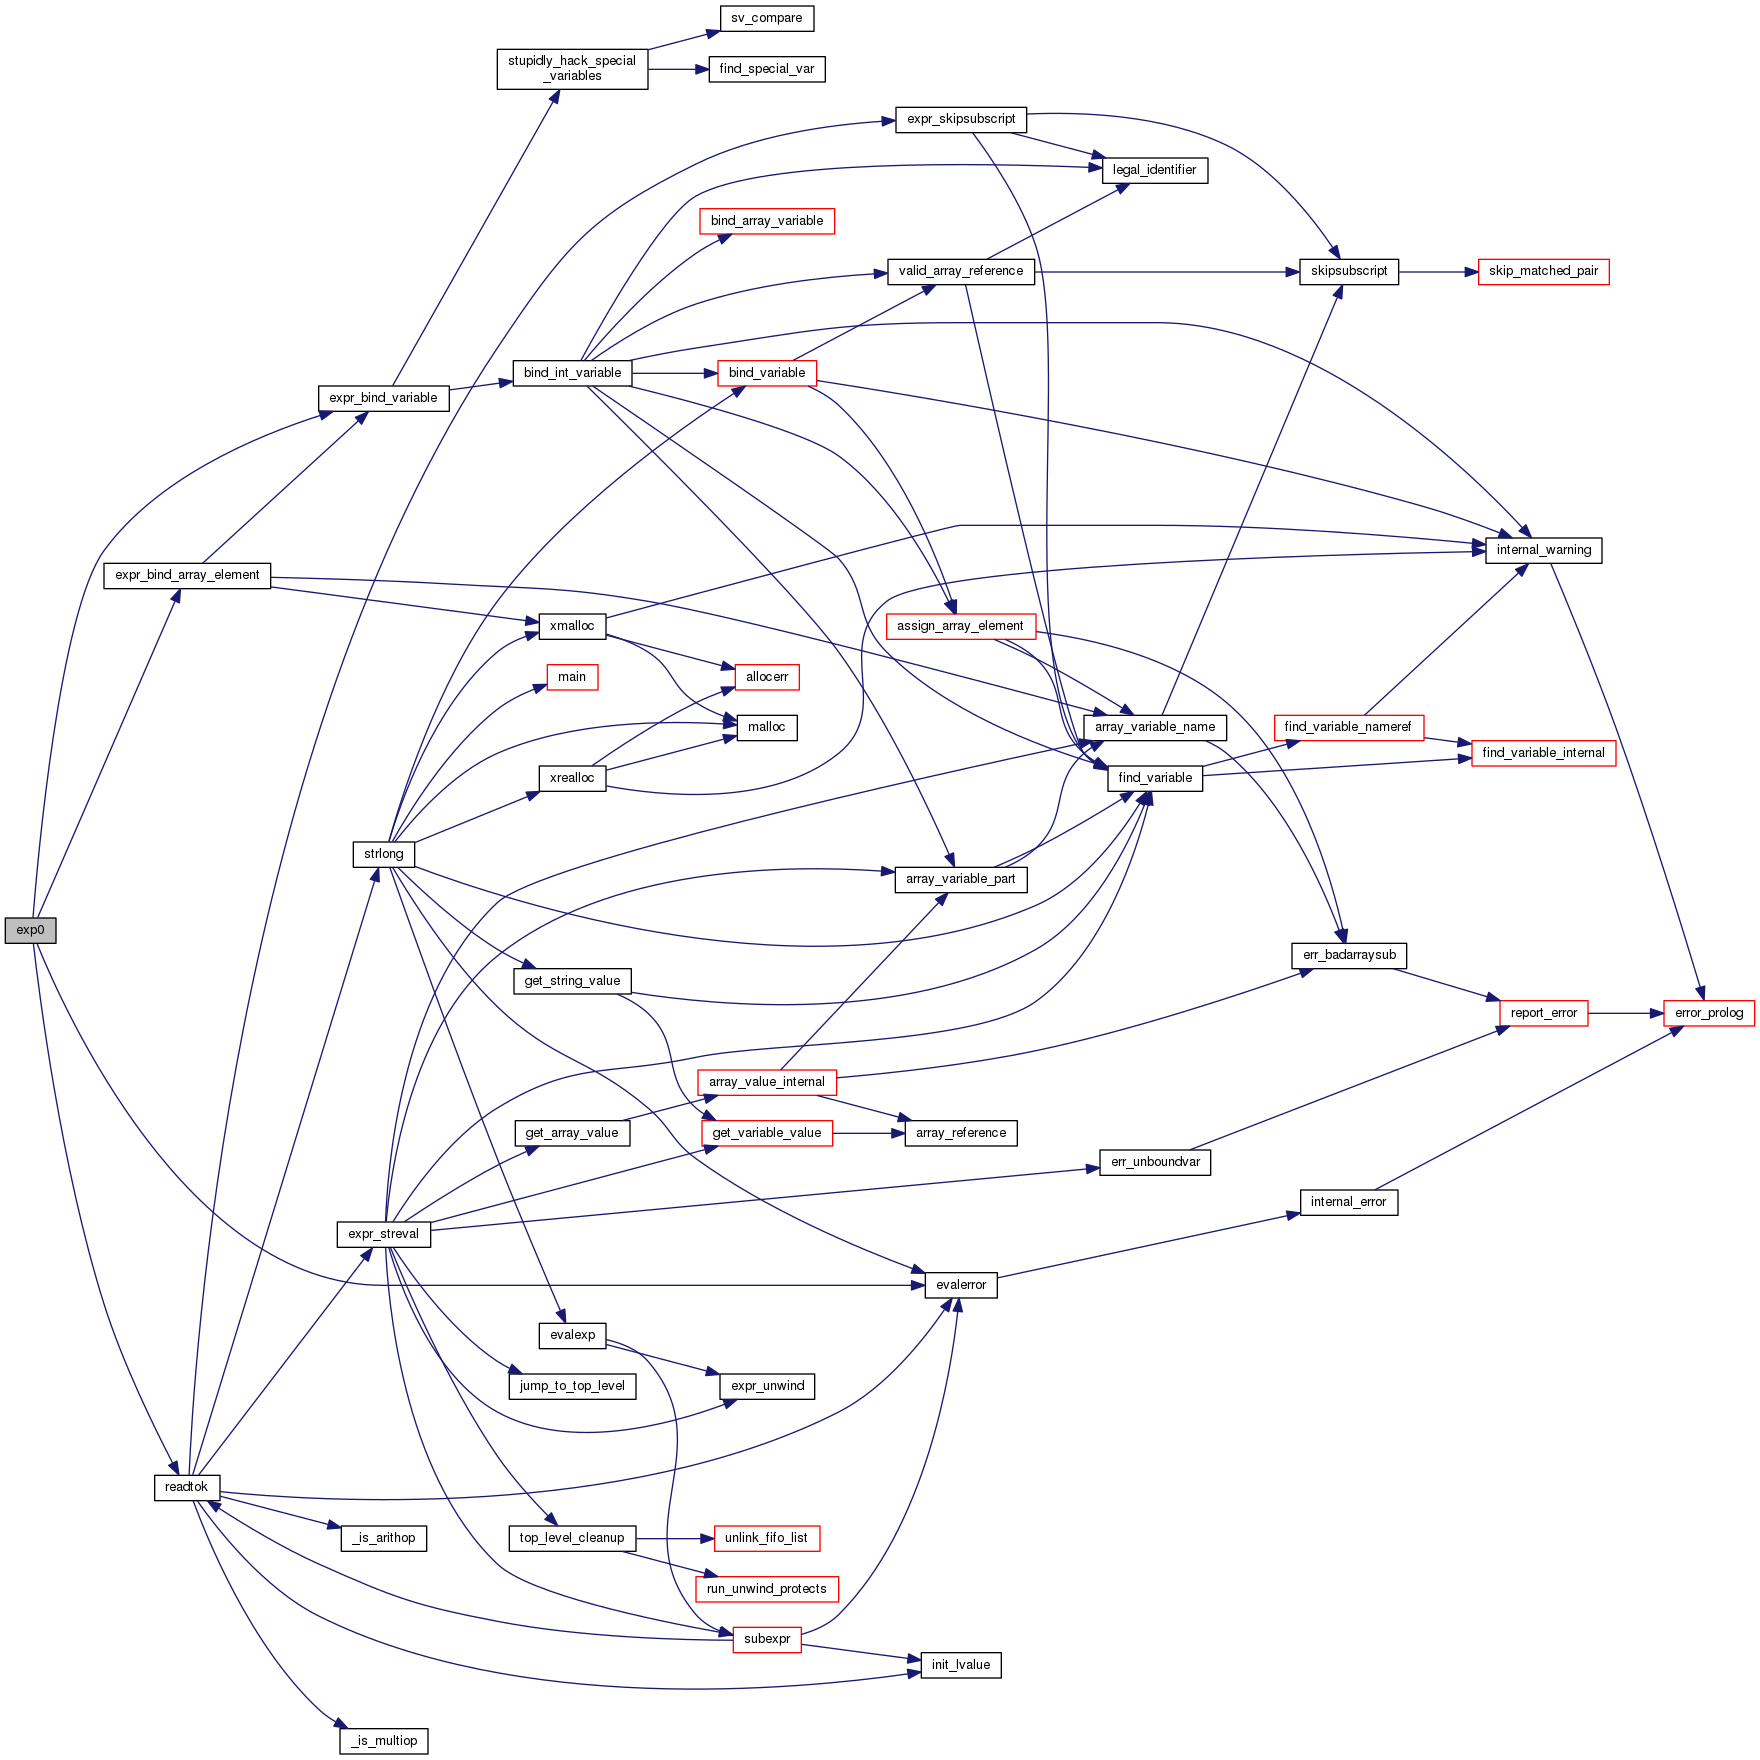 sv_compare
stupidly_hack_special
_variables
find_special_var
expr_skipsubscript
legal_identifier
bind_array_variable
valid_array_reference
skipsubscript
skip_matched_pair
bind_int_variable
bind_variable
expr_bind_variable
internal_warning
expr_bind_array_element
xmalloc
assign_array_element
main
allocerr
malloc
array_variable_name
find_variable_nameref
find_variable_internal
xrealloc
find_variable
strlong
array_variable_part
exp0
err_badarraysub
get_string_value
report_error
error_prolog
array_value_internal
get_array_value
get_variable_value
array_reference
err_unboundvar
internal_error
expr_streval
evalerror
evalexp
jump_to_top_level
expr_unwind
readtok
_is_arithop
top_level_cleanup
unlink_fifo_list
run_unwind_protects
subexpr
init_lvalue
_is_multiop